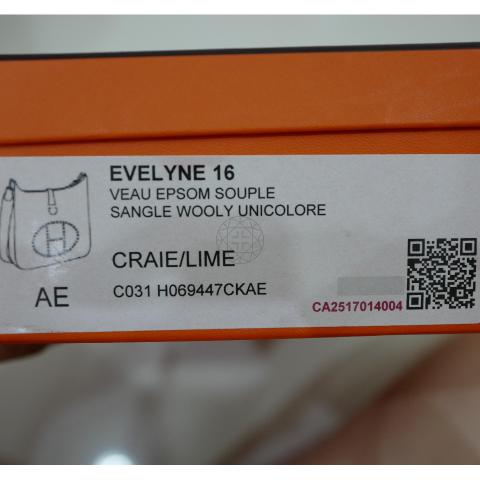 EVELYNE 16
VEAU EPSOM SOUPLE
SANGLE WOOLY UNICOLORE
H
CRAIE/LIME
AE
C031 H069447CKAE
CA2517014004